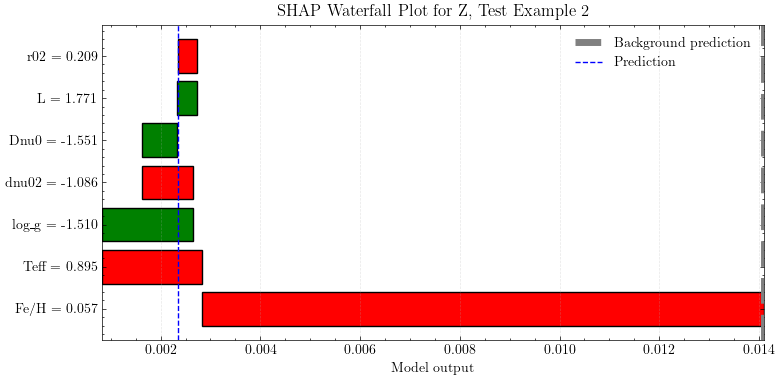 SHAP Waterfall Plot for Z, Test Example 2
Background prediction
Prediction
r02 = 0.209
L = 1.771
Dnu0 = -1.551
dnu02 = -1.086
log_g = -1.510
Teff = 0.895
Fe/H = 0.057
0.002 0.004 0.006 0.008 0.010 0.012 0.014
Model output